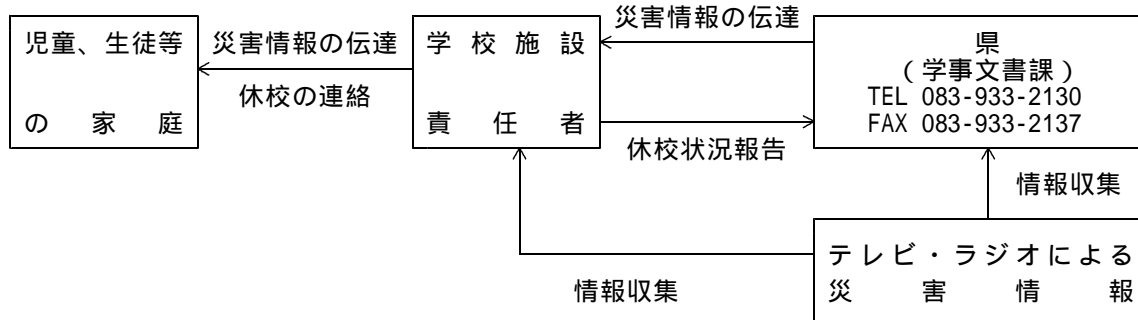 災害情報の伝達
児童、生徒等
の家庭
災害情報の伝達
休校の連絡
学校施設
責任者
県
(学事文書課)
TEL 083-933-2130
FAX 083-933-2137
休校状況報告
情報収集
テレビ・ラジオによる
災害情報
情報収集